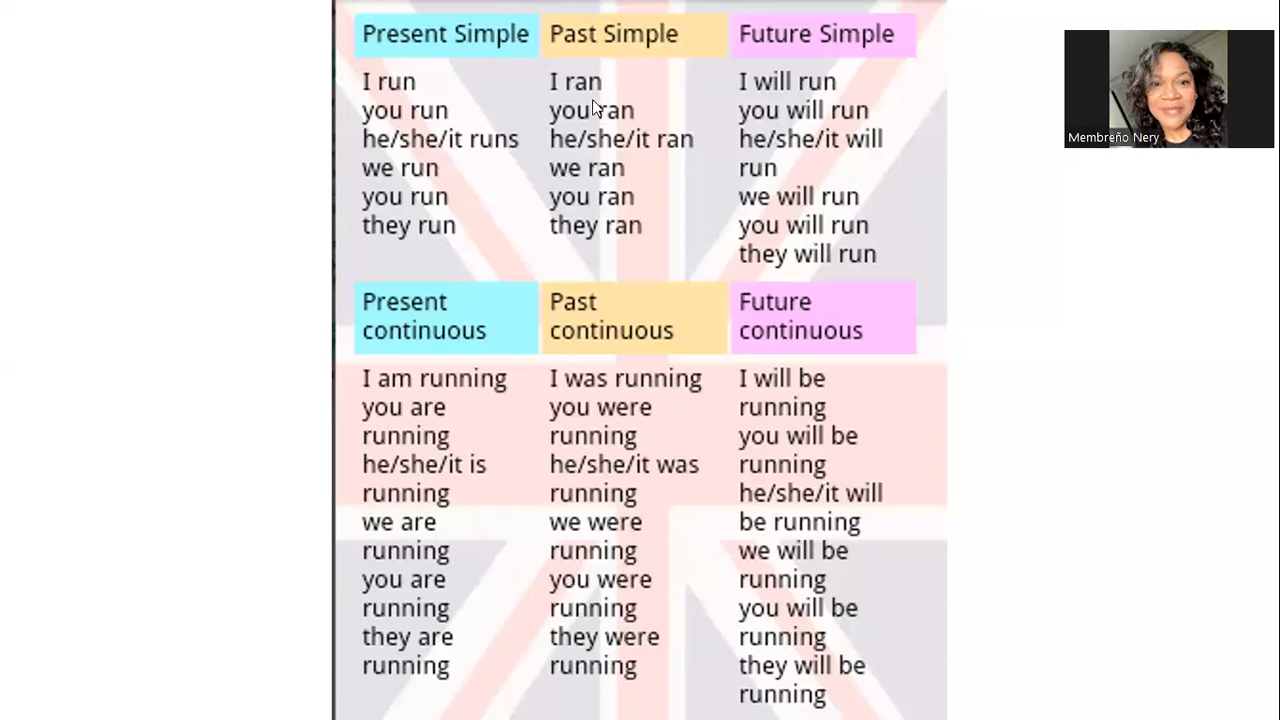 Present Simple
I run
you run
he/she/it runs
we run
you run
they run
Past Simple
I ran
you ran
he/she/it ran
we ran
you ran
they ran
Future Simple
I will run
you will run
he/she/it will
run
we will run
you will run
they will run
Present
continuous
I am running
you are
running
he/she/it is
running
we are
running
you are
running
they are
running
Past
continuous
I was running
you were
running
he/she/it was
running
we were
running
you were
running
they were
running
Future
continuous
I will be
running
you will be
running
he/she/it will
be running
we will be
running
you will be
running
they will be
running
Membreño Nery